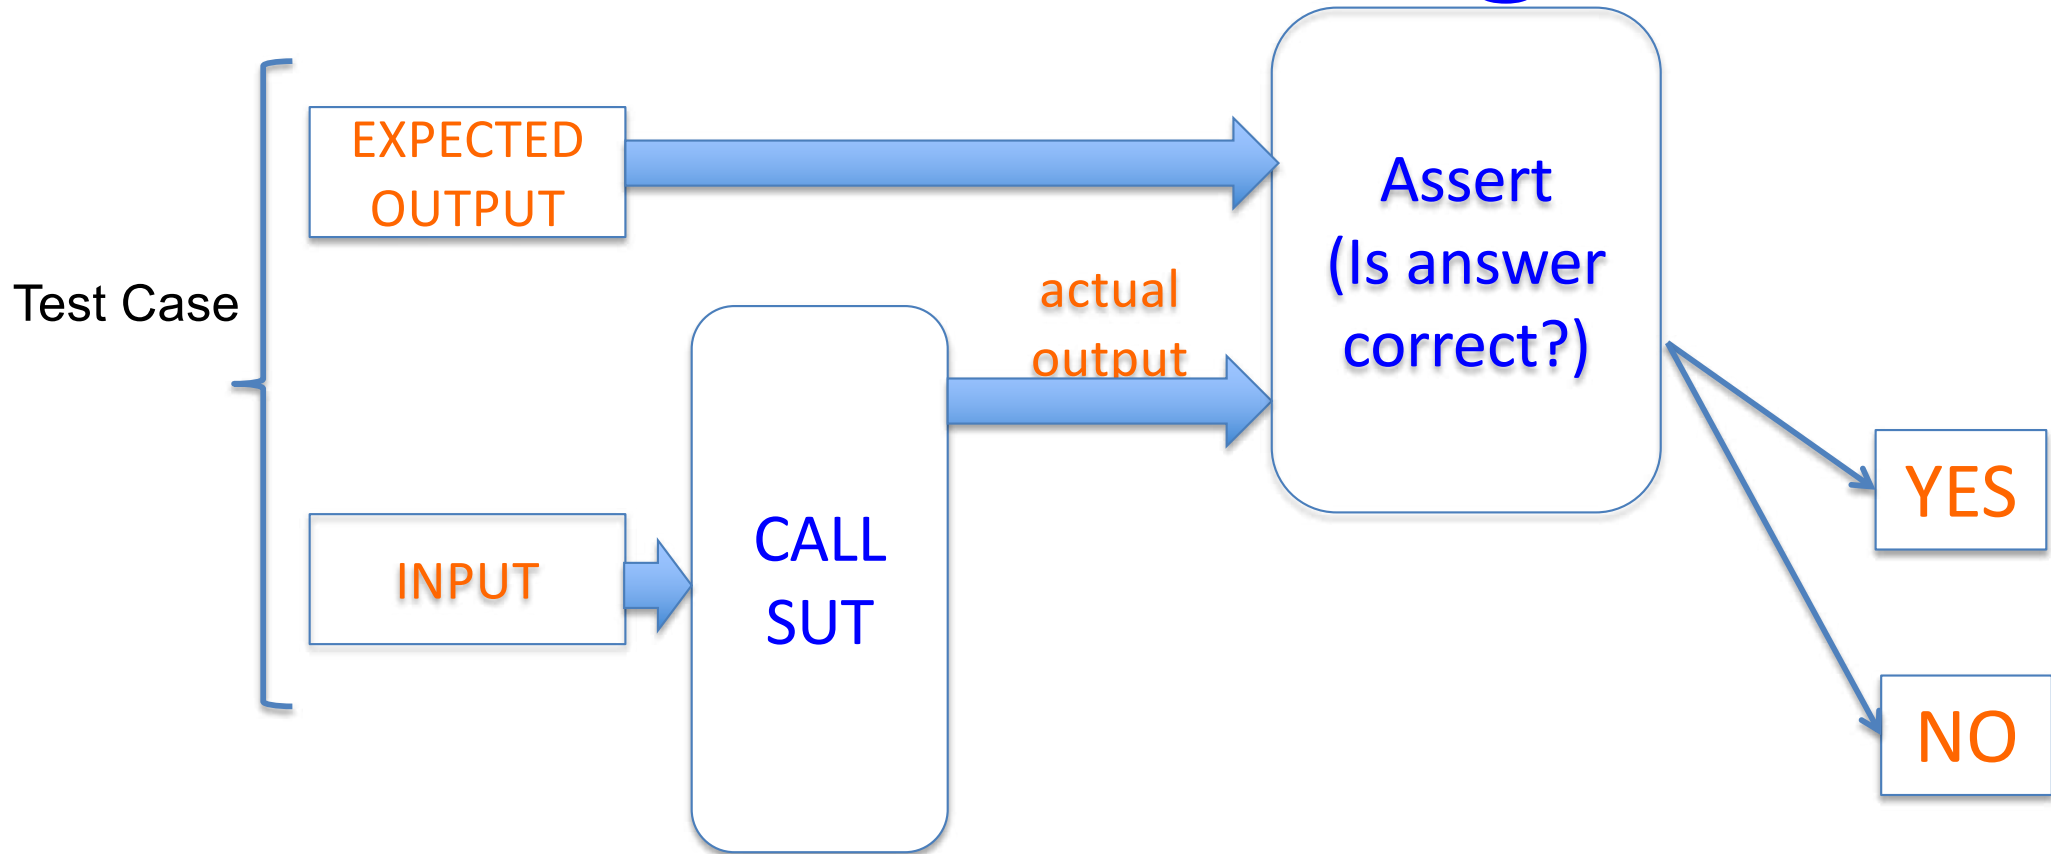 EXPECTED
OUTPUT
Test Case
INPUT
CALL
SUT
actual
output
Assert
(Is answer
correct?)
YES
NO